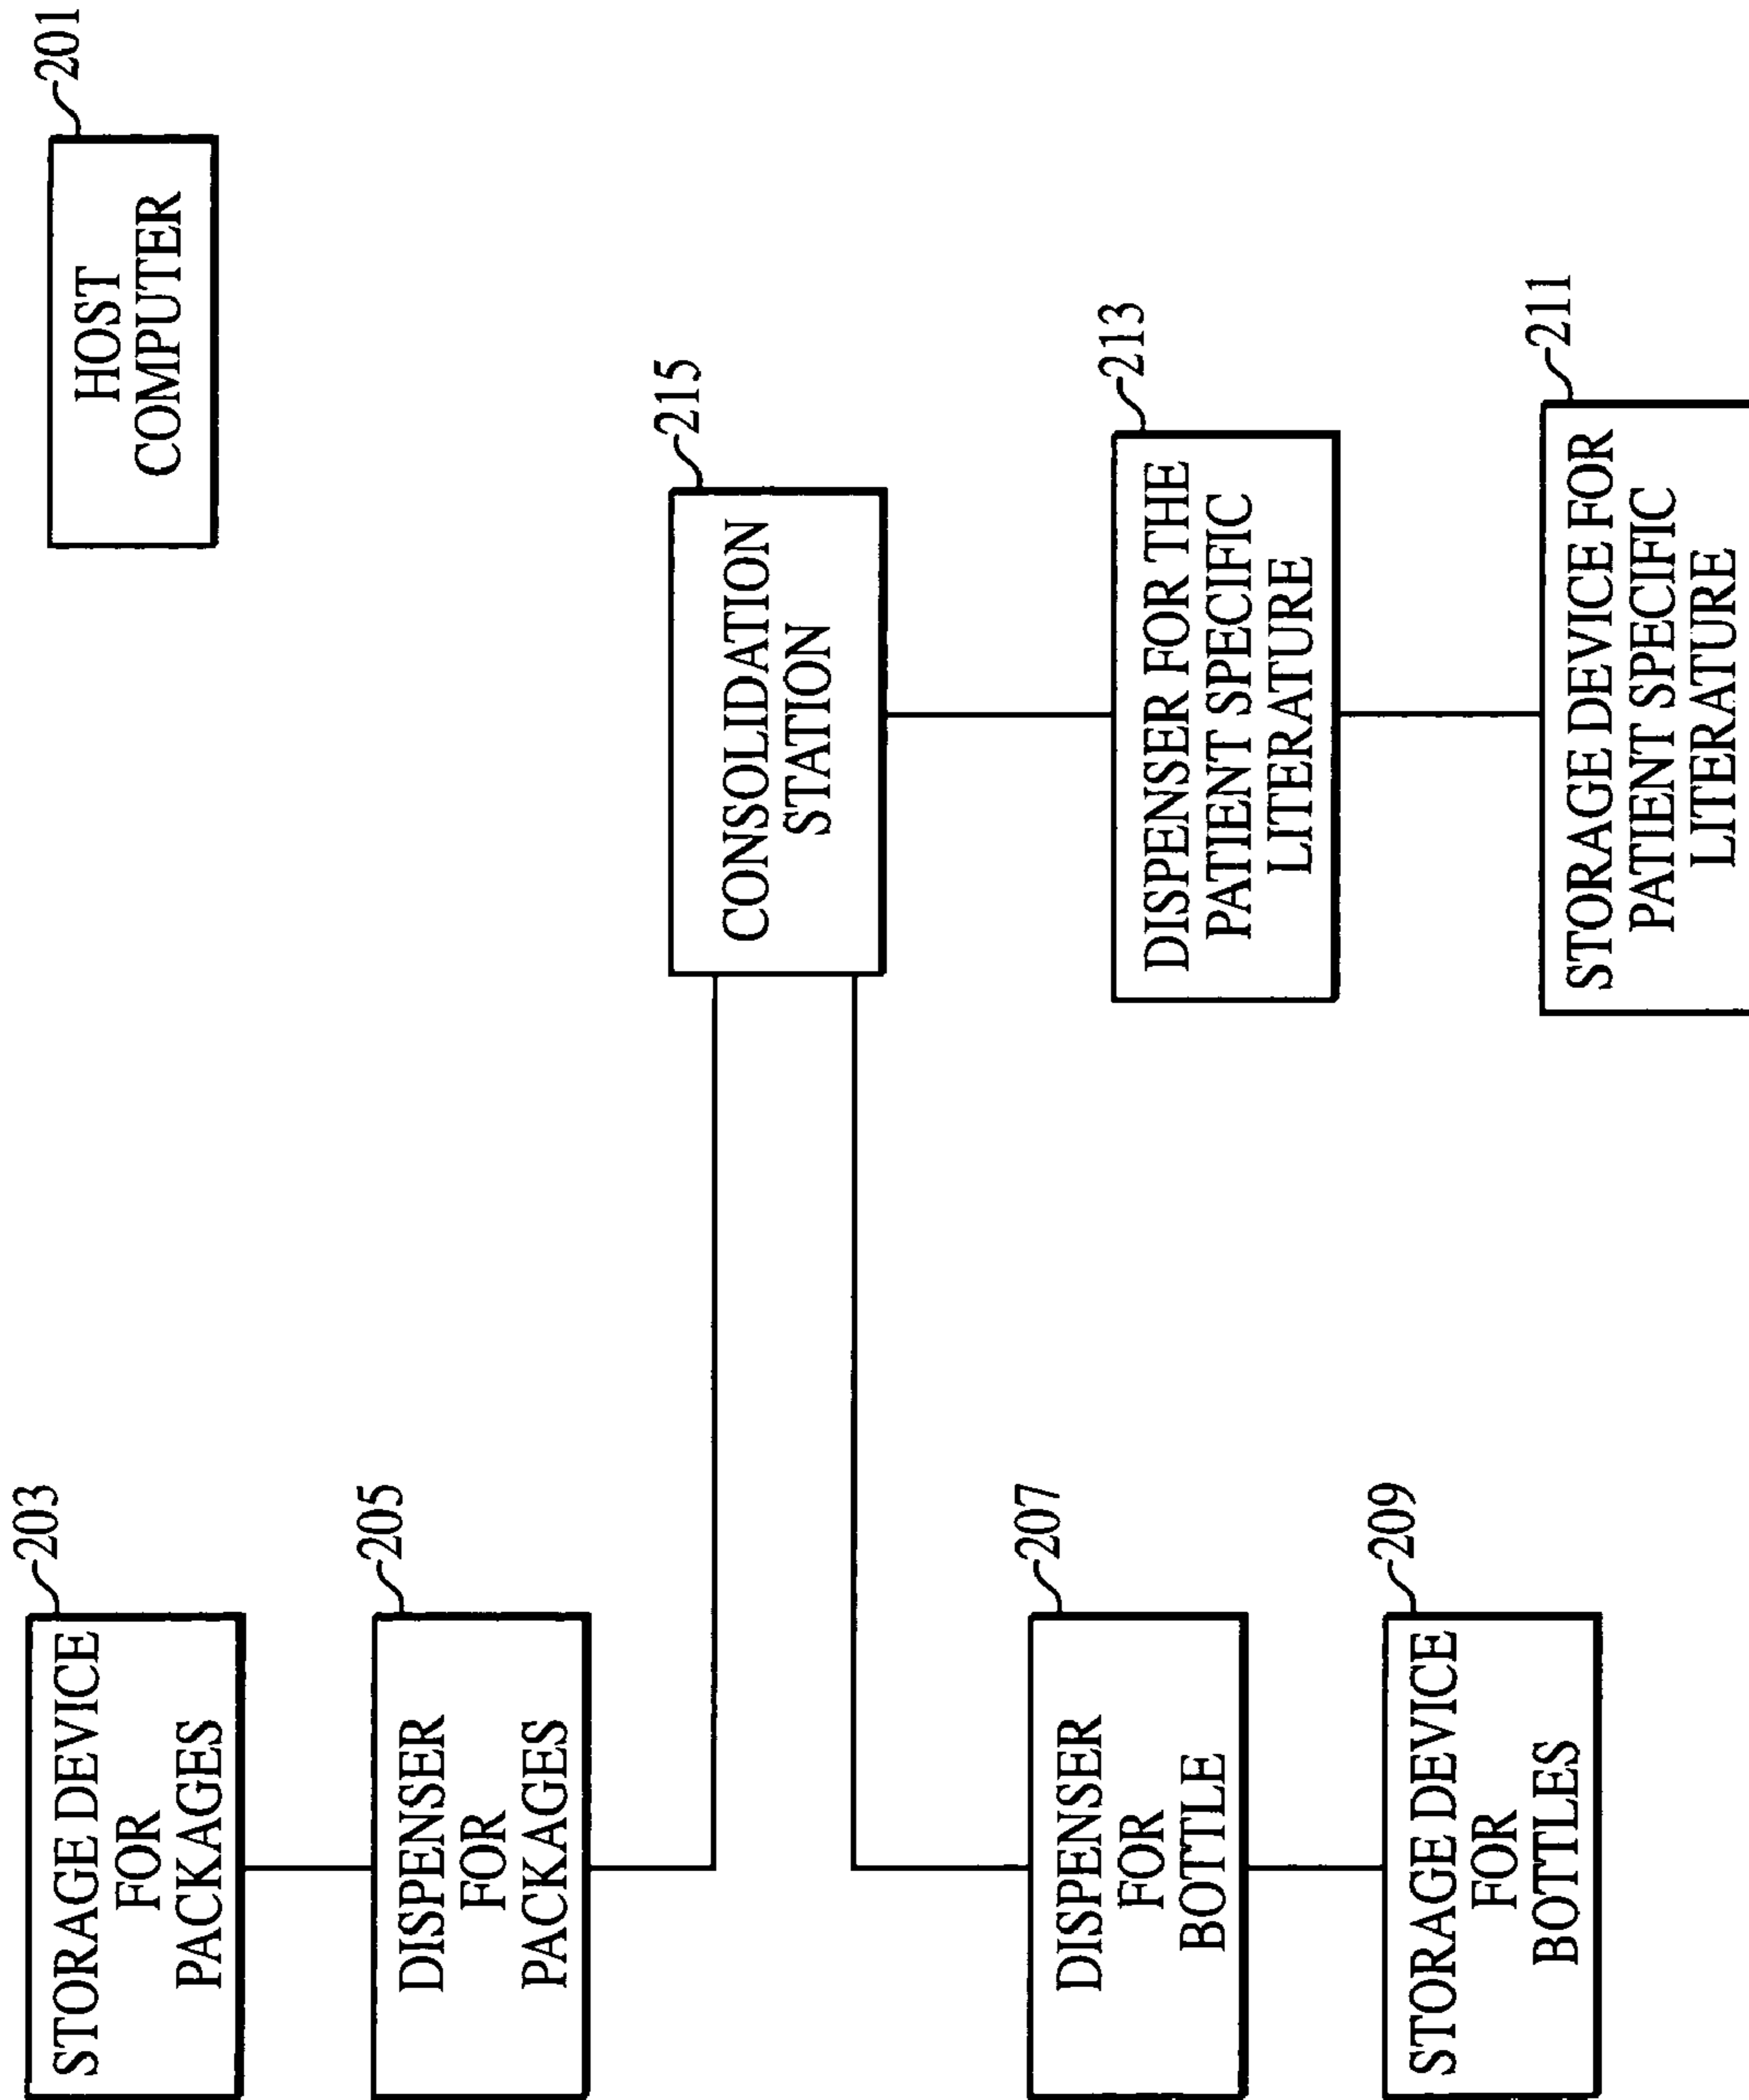 201
HOST
COMPUTER
203
STORAGE DEVICE
FOR
PACKAGES
205
DISPENSER
FOR
PACKAGES
215
CONSOLIDATION
STATION
207
DISPENSER
FOR
BOTTLE
209
STORAGE DEVICE
FOR
BOTTLES
213
DISPENSER FOR THE
PATIENT SPECIFIC
LITERATURE
211
STORAGE DEVICE FOR
PATIENT SPECIFIC
LITERATURE